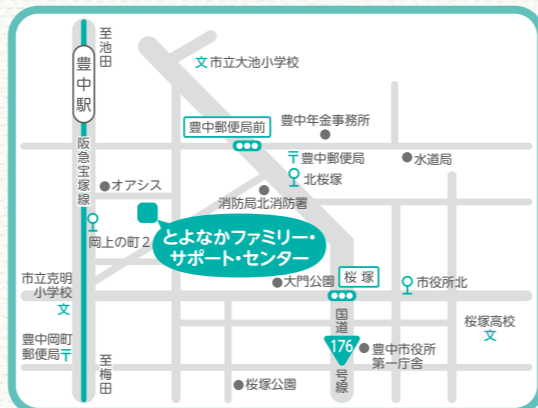 至池田
豊中駅
阪急宝塚線
文 市立大池小学校
豊中郵便局前
豊中年金事務所
〒豊中郵便局
水道局
北桜塚
オアシス
消防局北消防署
岡上の町2
とよなかファミリー・
サポート・センター
市立克明
小学校
文
大門公園
桜塚
市役所北
国道
176
号線
桜塚高校
文
豊中岡町
郵便局〒
豊中市役所
第一庁舎
至梅田
桜塚公園